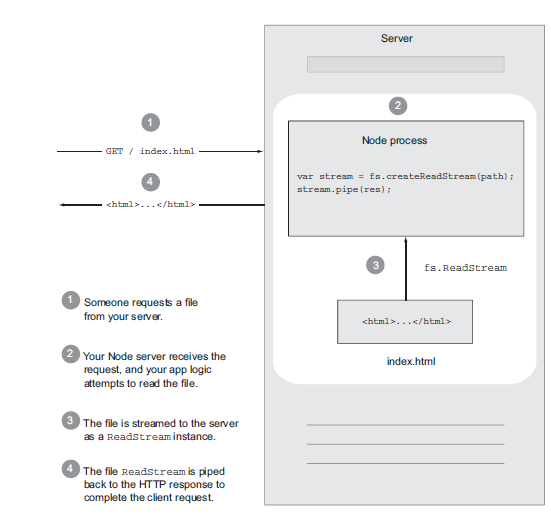 Server
2
1
Node process
GET / index.html
var stream = fs.createReadStream(path);
stream.pipe(res);
4
<html>...</html>
3
fs.ReadStream
<html>...</html>
index.html
1 Someone requests a file
from your server.
2 Your Node server receives the
request, and your app logic
attempts to read the file.
3 The file is streamed to the server
as a ReadStream instance.
4 The file ReadStream is piped
back to the HTTP response to
complete the client request.